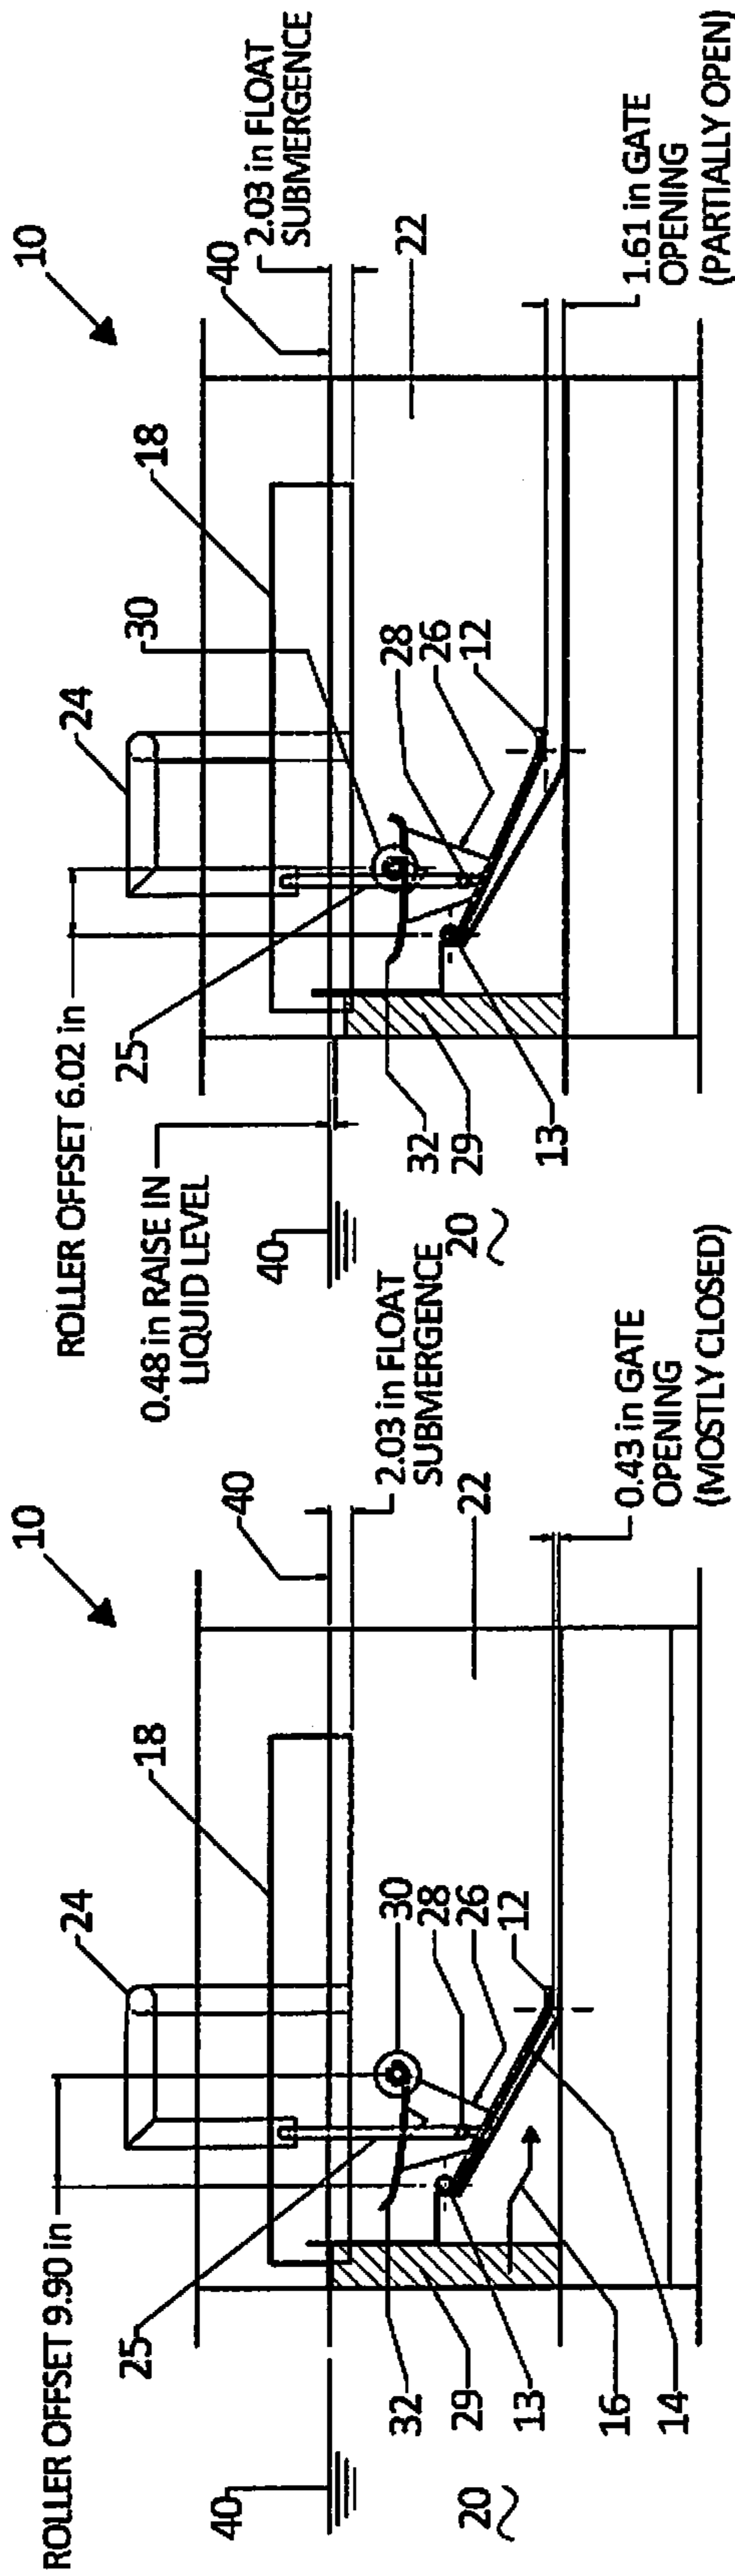 ROLLER OFFSET 9.90 in
24
18
10
25
40
40
2.03 in FLOAT
SUBMERGENCE
30
28
26
12
22
32
29
13
16
14
20
0.43 in GATE
OPENING
(MOSTLY CLOSED)
ROLLER OFFSET 6.02 in
0.48 in RAISE IN
LIQUID LEVEL
24
30
18
10
25
40
40
2.03 in FLOAT
SUBMERGENCE
28
26
12
22
32
29
13
20
1.61 in GATE
OPENING
(PARTIALLY OPEN)